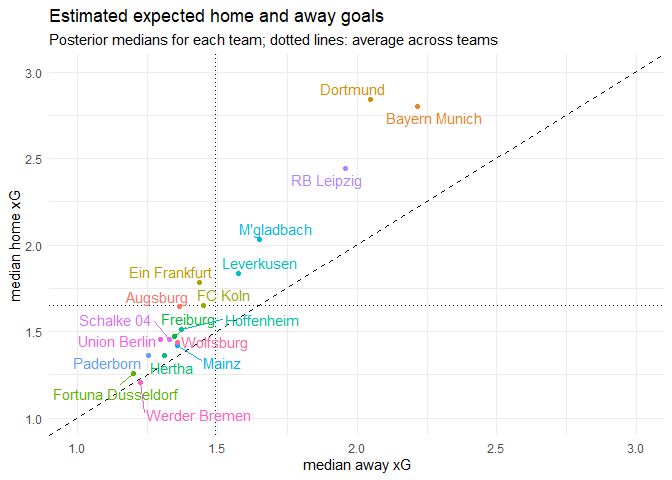 Estimated expected home and away goals
Posterior medians for each team; dotted lines: average across teams
3.0
2.5
2.0
1.5
1.0
median home xG
Dortmund
Bayern Munich
RB Leipzig
M'gladbach
Leverkusen
Ein Frankfurt
Augsburg
FC Koln
Schalke 04
Freiburg
Hoffenheim
Union Berlin
Wolfsburg
Paderborn
Hertha
Mainz
Fortuna Dusseldorf
Werder Bremen
1.0 1.5 2.0 2.5 3.0
median away xG